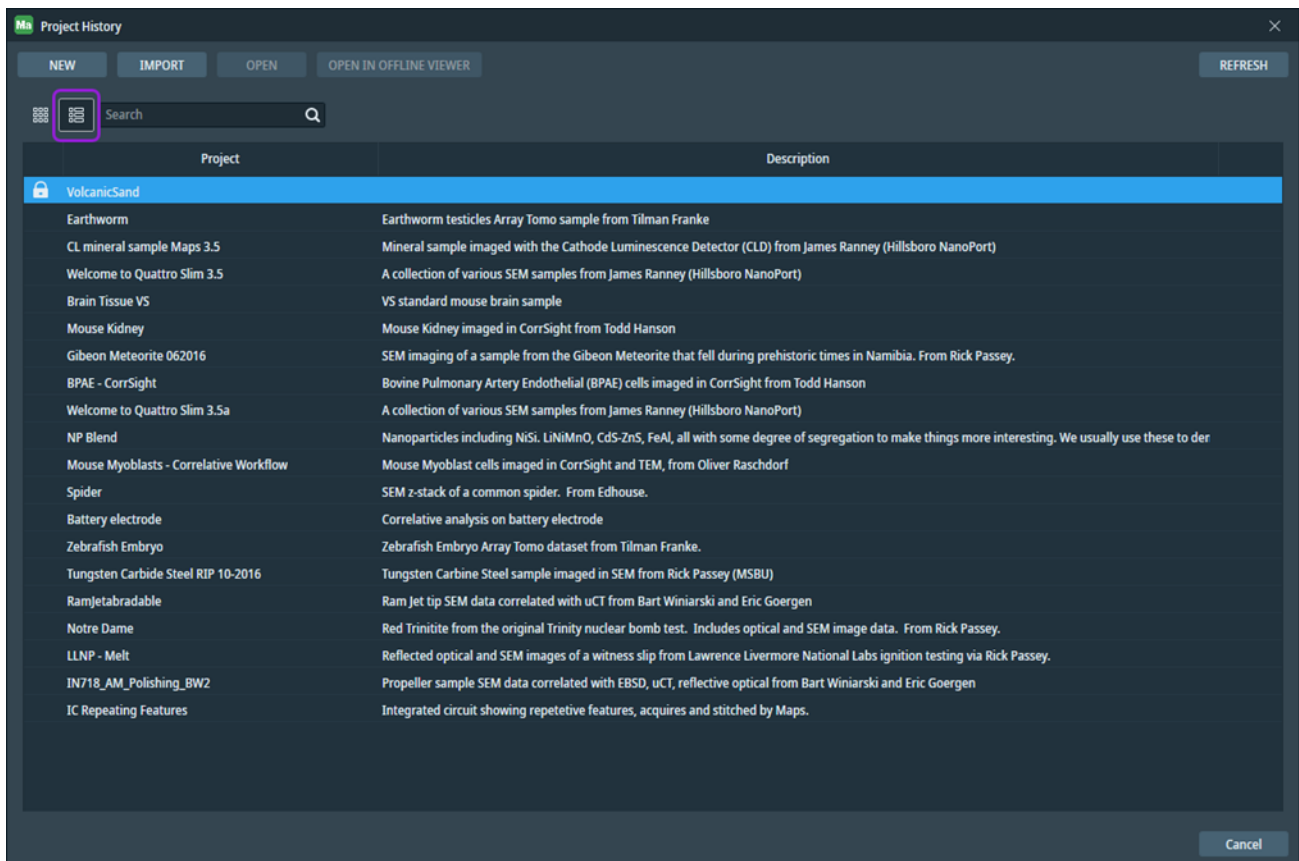 Ma Project History
NEW IMPORT OPEN OPEN IN OFFLINE VIEWER REFRESH
Search
Project Description
VolcanicSand
Earthworm Earthworm testicles Array Tomo sample from Tilman Franke
CL mineral sample Maps 3.5 Mineral sample imaged with the Cathode Luminescence Detector (CLD) from James Ranney (Hillsboro NanoPort)
Welcome to Quattro Slim 3.5 A collection of various SEM samples from James Ranney (Hillsboro NanoPort)
Brain Tissue VS VS standard mouse brain sample
Mouse Kidney Mouse Kidney imaged in CorrSight from Todd Hanson
Gibeon Meteorite 062016 SEM imaging of a sample from the Gibeon Meteorite that fell during prehistoric times in Namibia. From Rick Passey.
BPAE - CorrSight Bovine Pulmonary Artery Endothelial (BPAE) cells imaged in CorrSight from Todd Hanson
Welcome to Quattro Slim 3.5a A collection of various SEM samples from James Ranney (Hillsboro NanoPort)
NP Blend Nanoparticles including NiSi. LiNiMnO, CdS-ZnS, FeAl, all with some degree of segregation to make things more interesting. We usually use these to der
Mouse Myoblasts - Correlative Workflow Mouse Myoblast cells imaged in CorrSight and TEM, from Oliver Raschdorf
Spider SEM z-stack of a common spider. From Edhouse.
Battery electrode Correlative analysis on battery electrode
Zebrafish Embryo Zebrafish Embryo Array Tomo dataset from Tilman Franke.
Tungsten Carbide Steel RIP 10-2016 Tungsten Carbine Steel sample imaged in SEM from Rick Passey (MSBU)
RamJetabradable Ram Jet tip SEM data correlated with uCT from Bart Winiarski and Eric Goergen
Notre Dame Red Trinitite from the original Trinity nuclear bomb test. Includes optical and SEM image data. From Rick Passey.
LLNP - Melt Reflected optical and SEM images of a witness slip from Lawrence Livermore National Labs ignition testing via Rick Passey.
IN718_AM_Polishing_BW2 Propeller sample SEM data correlated with EBSD, uCT, reflective optical from Bart Winiarski and Eric Goergen
IC Repeating Features Integrated circuit showing repetetive features, acquires and stitched by Maps.
Cancel